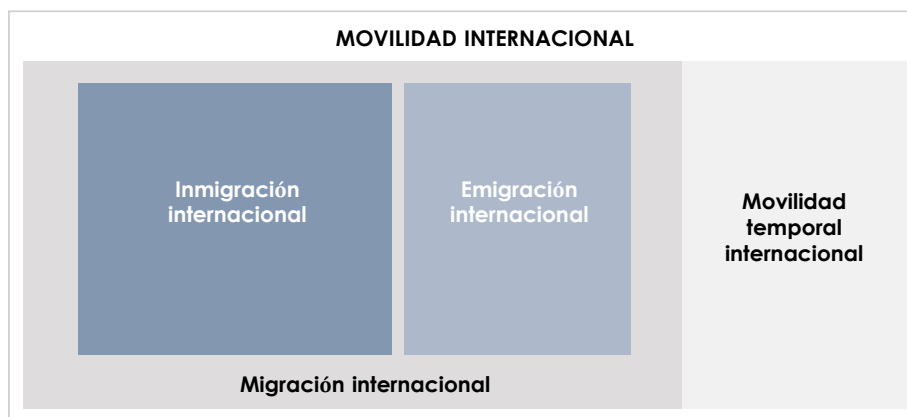 MOVILIDAD INTERNACIONAL
Inmigración
internacional
Emigración
internacional
Movilidad
temporal
internacional
Migración internacional